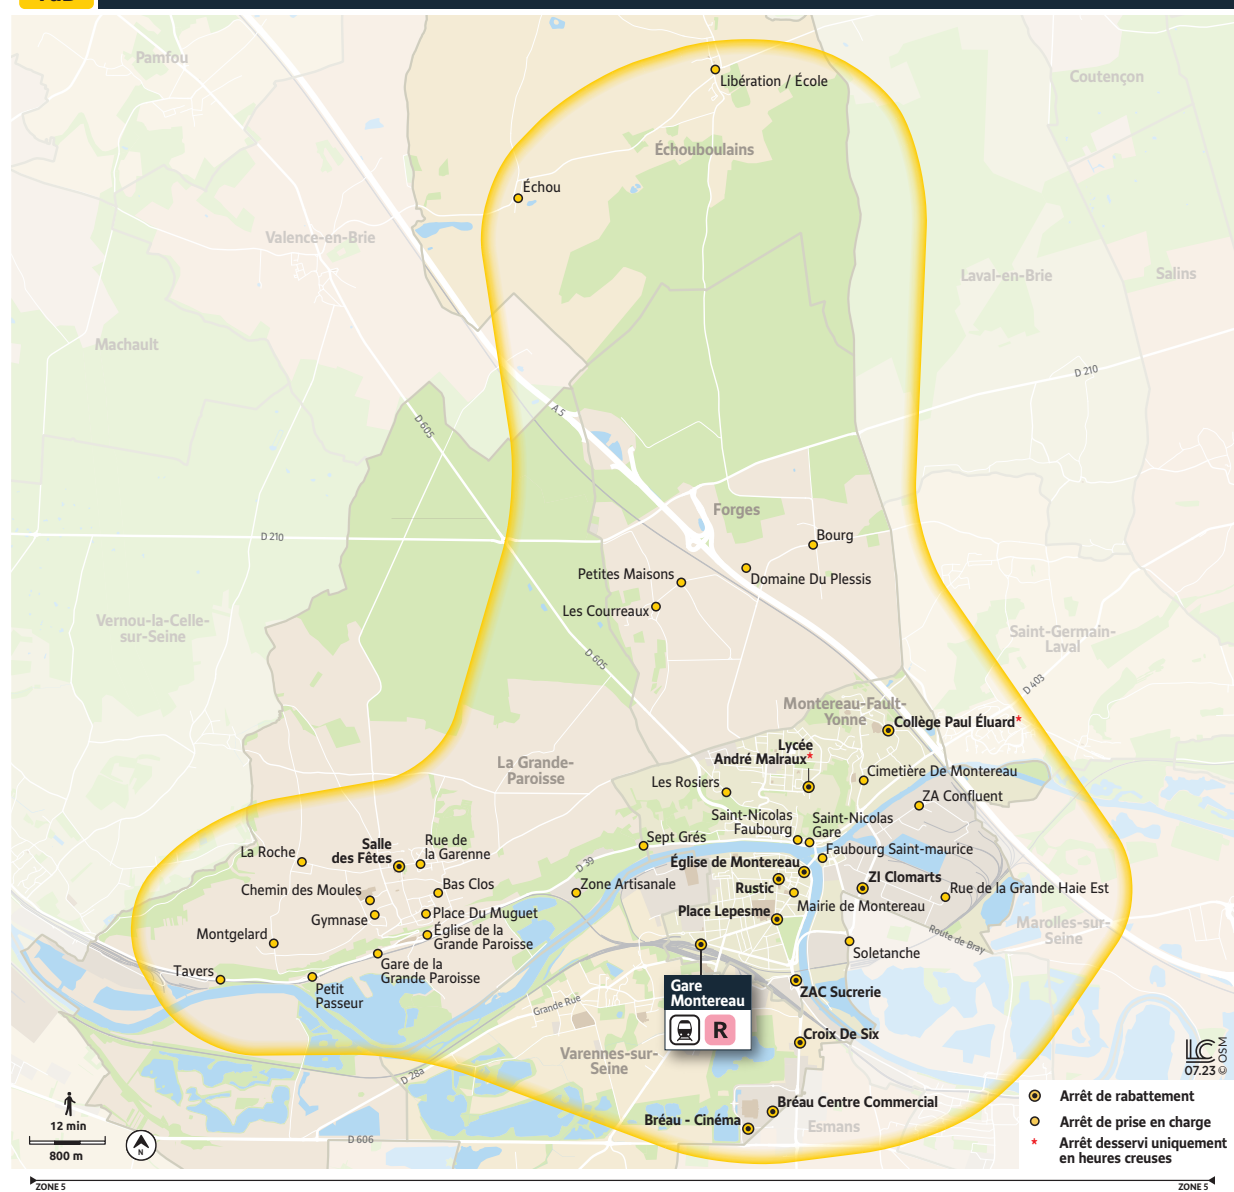 Pamfou
Coutençon
Libération / École
Échouboulains
Échou
Valence-en-Brie
Laval-en-Brie
Salins
Machault
D 210
A 5
D 605
Forges
D 210
Bourg
Petites Maisons
Domaine Du Plessis
Les Courreaux
Vernou-la-Celle-
sur-Seine
Saint-Germain-
Laval
D 605
D 403
Montereau-Fault-
Yonne
Collège Paul Éluard*
Lycée
André Malraux*
La Grande-
Paroisse
Cimetière De Montereau
Les Rosiers
ZA Confluent
Saint-Nicolas
Faubourg
Saint-Nicolas
Gare
Sept Grés
Faubourg Saint-maurice
Salle
des Fêtes
Rue de
la Garenne
La Roche
D 39
Église de Montereau
Chemin des Moules
Bas Clos
Zone Artisanale
Rustic
ZI Clomarts
Rue de la Grande Haie Est
Mairie de Montereau
Gymnase
Place Du Muguet
Place Lepesme
Marolles-sur-
Seine
Montgelard
Église de la
Grande Paroisse
Route de Bray
Soletanche
Tavers
Gare de la
Grande Paroisse
Petit
Passeur
Gare
Montereau
R
ZAC Sucrerie
Grande Rue
Croix De Six
Varennes-sur-
Seine
D 28a
Bréau Centre Commercial
Bréau - Cinéma
Esmans
D 606
12 min
800 m
N
LC
07.23 © OSM
Arrêt de rabattement
Arrêt de prise en charge
* Arrêt desservi uniquement
en heures creuses
ZONE 5
ZONE 5